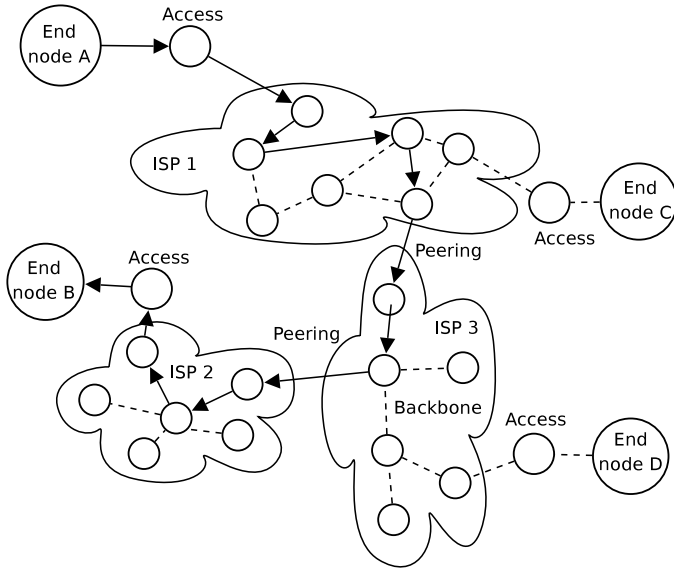 End
node A
Access
ISP 1
End
node C
Access
Peering
End
node B
Access
Peering
ISP 3
ISP 2
Backbone
Access
End
node D